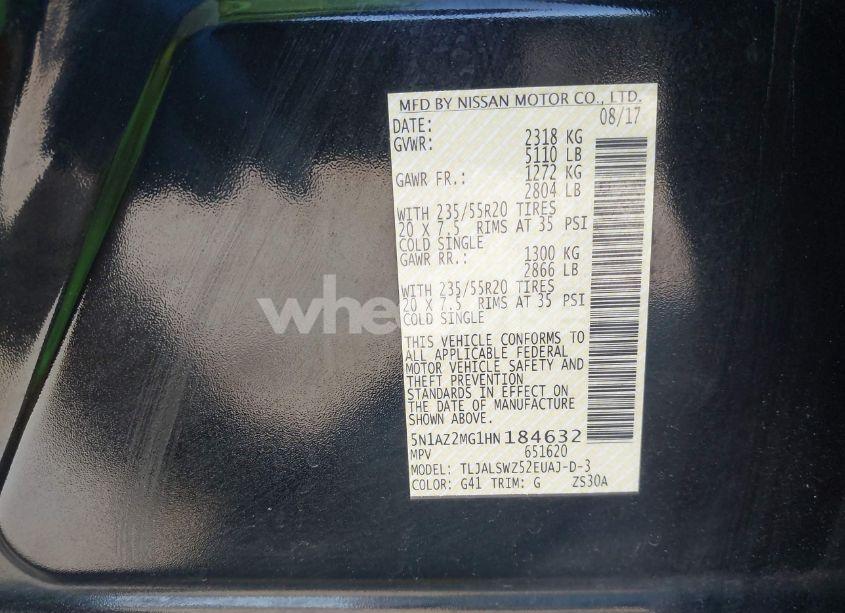 MFD BY NISSAN MOTOR CO., LTD.
DATE: 08/17
GVWR: 2318 KG
5110 LB
GAWR FR.: 1272 KG
2804 LB
WITH 235/55R20 TIRES
20 X 7.5 RIMS AT 35 PSI
COLD SINGLE
GAWR RR.: 1300 KG
2866 LB
WITH 235/55R20 TIRES
20 X 7.5 RIMS AT 35 PSI
COLD SINGLE
THIS VEHICLE CONFORMS TO
ALL APPLICABLE FEDERAL
MOTOR VEHICLE SAFETY AND
THEFT PREVENTION
STANDARDS IN EFFECT ON
THE DATE OF MANUFACTURE
SHOWN ABOVE.
5N1AZ2MG1HN184632
MPV 651620
MODEL: TLJALSWZ52EUAJ-D-3
COLOR: G41 TRIM: G ZS30A